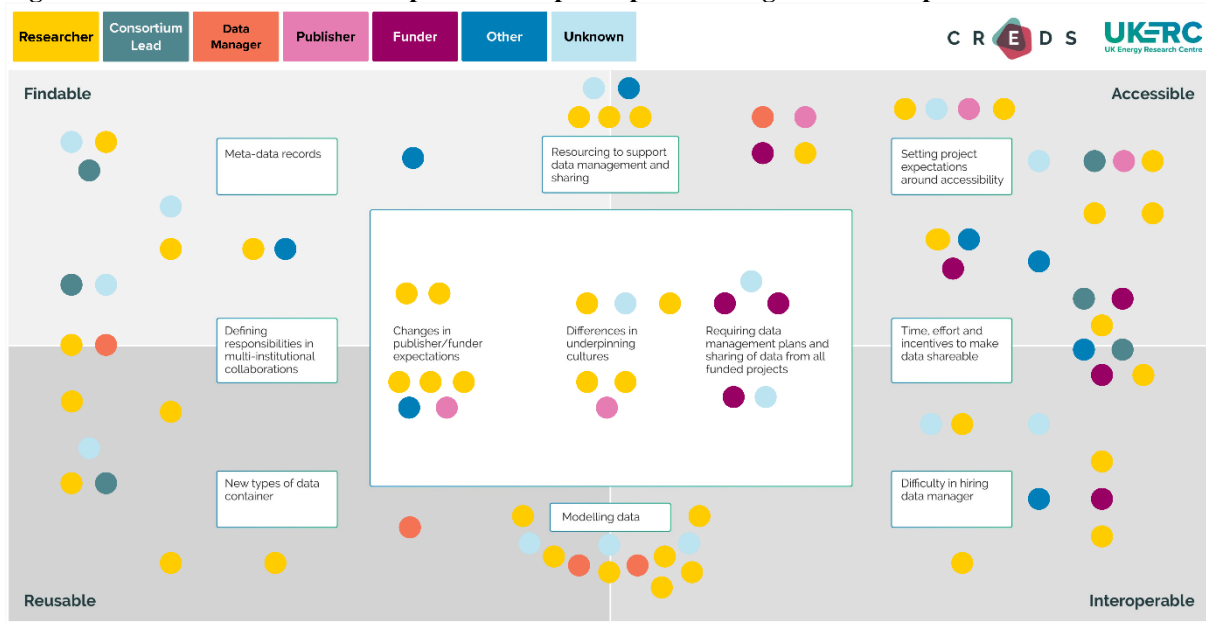 Researcher
Consortium
Lead
Data
Manager
Publisher
Funder
Other
Unknown
C R E D S
UKERC
UK Energy Research Centre
Findable
Accessible
Meta-data records
Resourcing to support
data management and
sharing
Setting project
expectations
around accessibility
Defining
responsibilities in
multi-institutional
collaborations
Changes in
publisher/funder
expectations
Differences in
underpinning
cultures
Requiring data
management plans and
sharing of data from all
funded projects
Time, effort and
incentives to make
data shareable
New types of data
container
Modelling data
Difficulty in hiring
data manager
Reusable
Interoperable